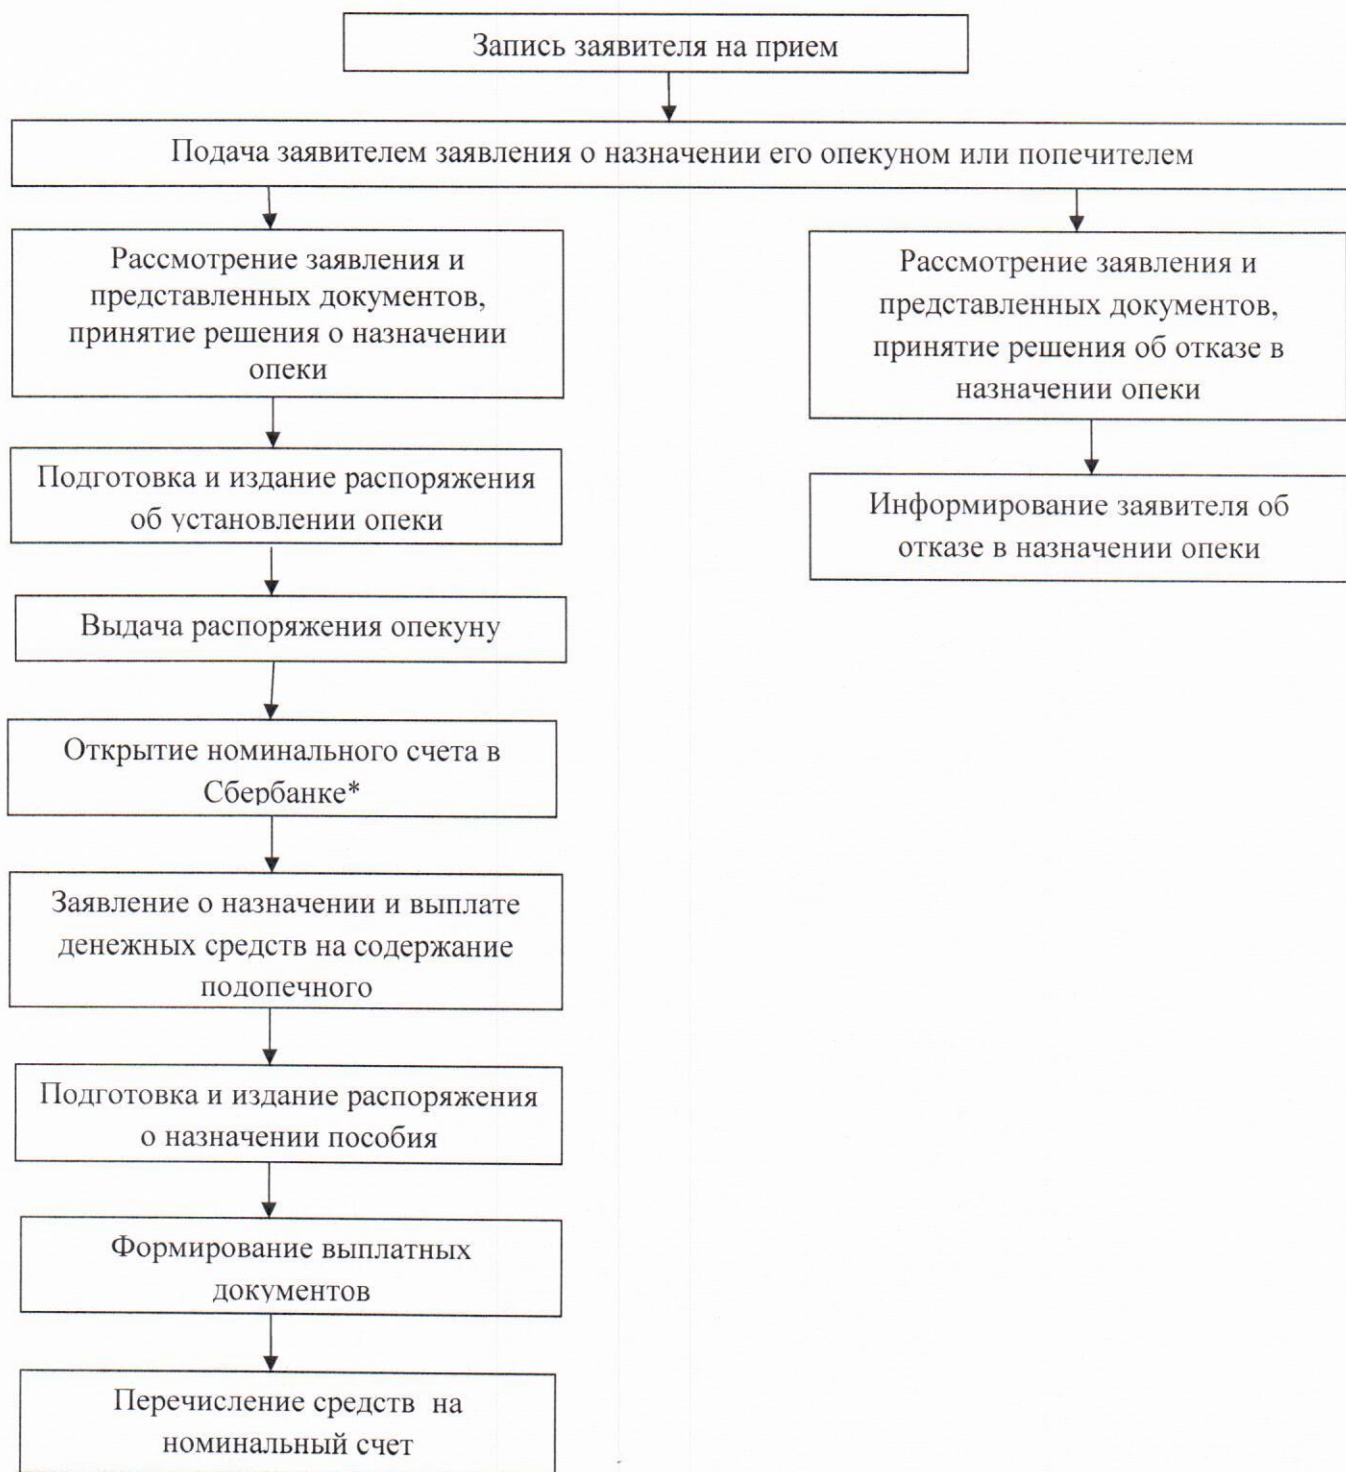 Запись заявителя на прием
Подача заявителем заявления о назначении его опекуном или попечителем
Рассмотрение заявления и
представленных документов,
принятие решения о назначении
опеки
Рассмотрение заявления и
представленных документов,
принятие решения об отказе в
назначении опеки
Подготовка и издание распоряжения
об установлении опеки
Информирование заявителя об
отказе в назначении опеки
Выдача распоряжения опекуну
Открытие номинального счета в
Сбербанке*
Заявление о назначении и выплате
денежных средств на содержание
подопечного
Подготовка и издание распоряжения
о назначении пособия
Формирование выплатных
документов
Перечисление средств на
номинальный счет